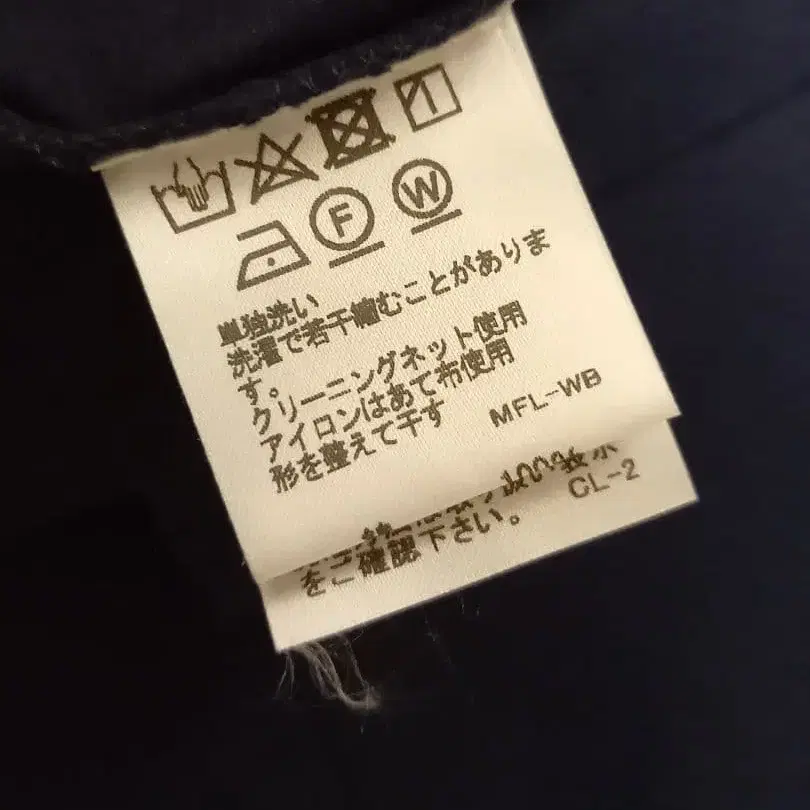 F W
単独洗い
洗濯で若干縮むことがありま
す。
クリーニングネット使用
アイロンはあて布使用
形を整えて干す MFL-WB
表示
をご確認下さい。 CL-2